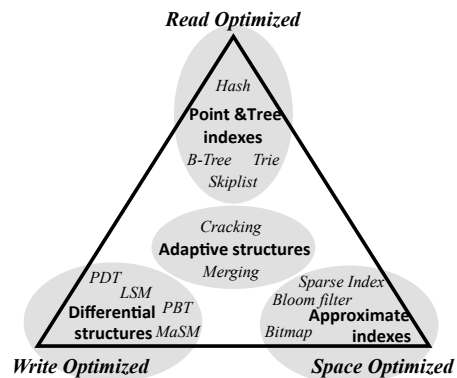 Read Optimized
Hash
Point &Tree
indexes
B-Tree Trie
Skiplist
Cracking
Adaptive structures
Merging
PDT
LSM
PBT
Differential
structures
MaSM
Sparse Index
Bloom filter
Approximate
Bitmap
indexes
Write Optimized
Space Optimized